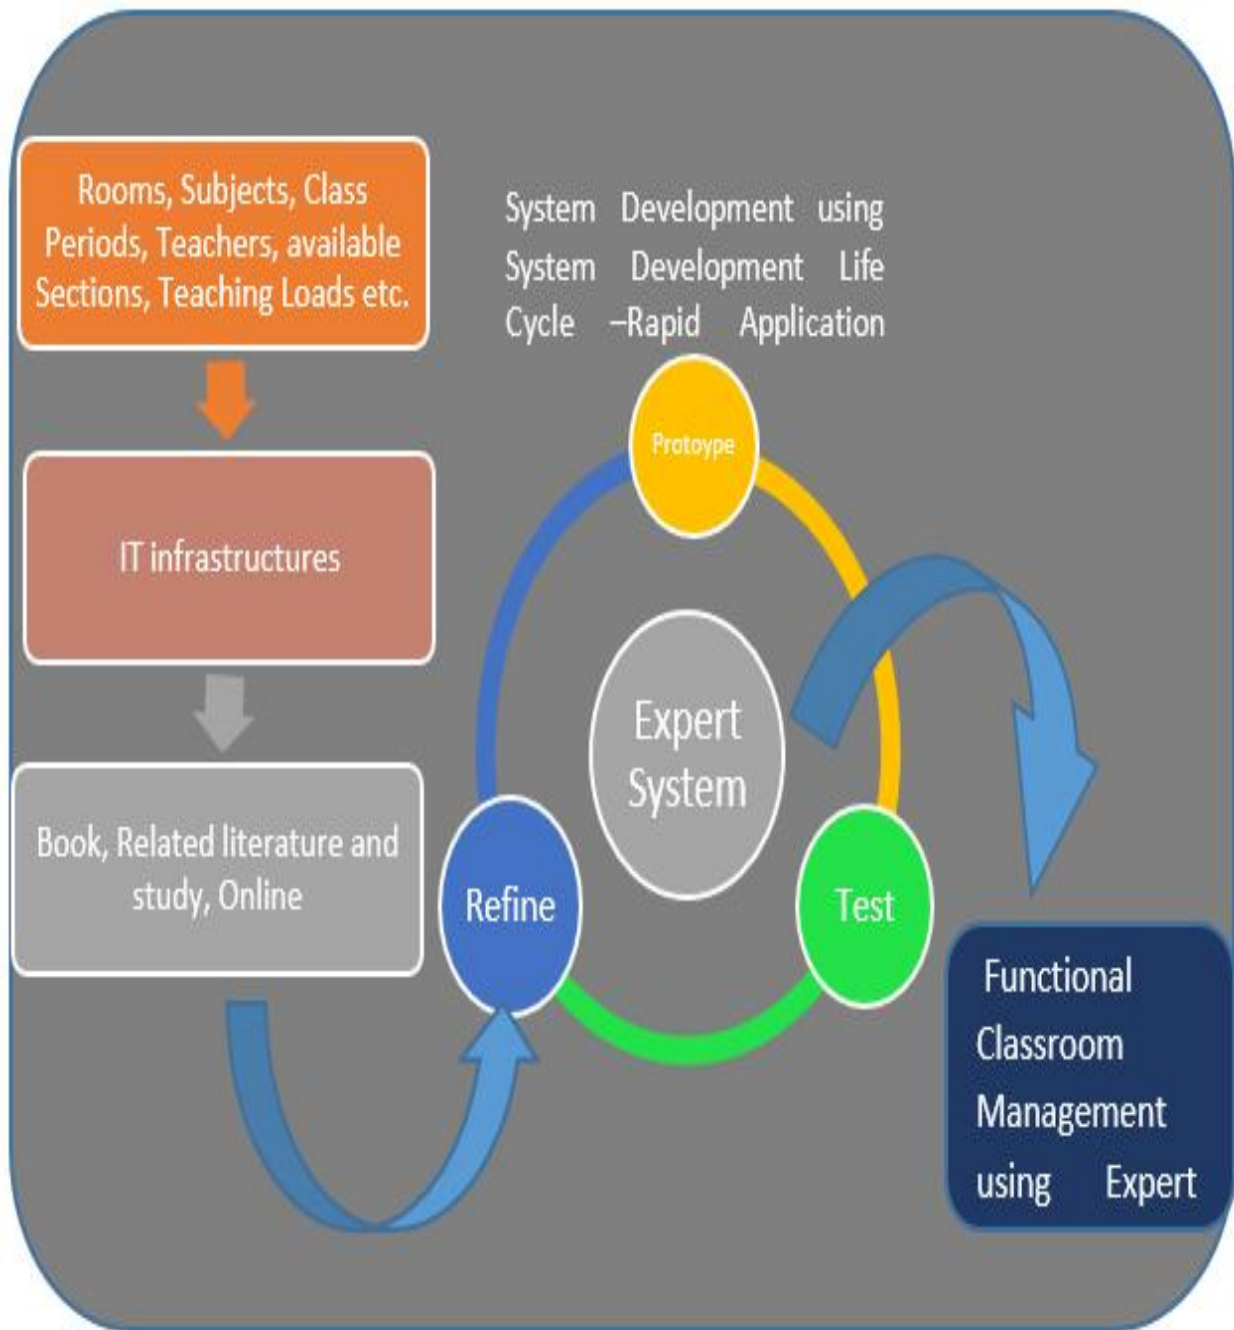 Rooms, Subjects, Class
Periods, Teachers, available
Sections, Teaching Loads etc.
IT infrastructures
Book, Related literature and
study, Online
System Development using
System Development Life
Cycle –Rapid Application
Protoype
Expert
System
Refine
Test
Functional
Classroom
Management
using Expert